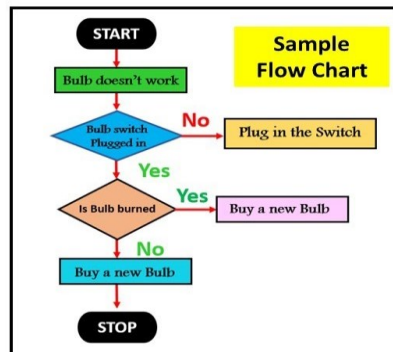 START
Sample
Flow Chart
Bulb doesn't work
Bulb switch
Plugged in
No
Plug in the Switch
Yes
Is Bulb burned
Yes
Buy a new Bulb
No
Buy a new Bulb
STOP